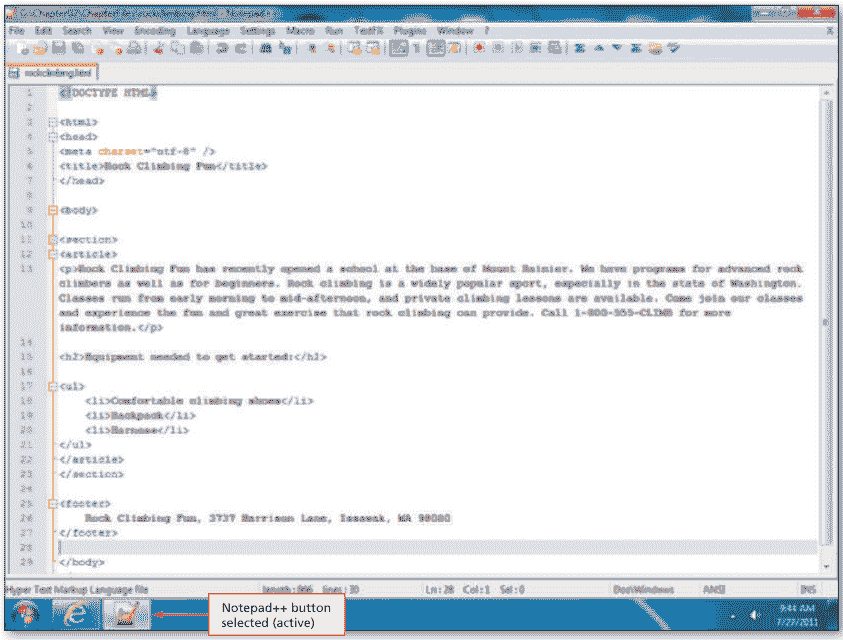 File Edit Search View Encoding Language Settings Macro Run TextFX Plugins Window ? X
rockclimbing.html
1 <!DOCTYPE HTML>
2
3 <html>
4 <head>
5 <meta charset="utf-8" />
6 <title>Rock Climbing Fun</title>
7 </head>
8
9 <body>
10
11 <section>
12 <article>
13 <p>Rock Climbing Fun has recently opened a school at the base of Mount Rainier. We have programs for advanced rock
climbers as well as for beginners. Rock climbing is a widely popular sport, especially in the state of Washington.
Classes run from early morning to mid-afternoon, and private climbing lessons are available. Come join our classes
and experience the fun and great exercise that rock climbing can provide. Call 1-800-555-CLIMB for more
information.</p>
14
15 <h2>Equipment needed to get started:</h2>
16
17 <ul>
18 <li>Comfortable climbing shoes</li>
19 <li>Backpack</li>
20 <li>Harness</li>
21 </ul>
22 </article>
23 </section>
24
25 <footer>
26 Rock Climbing Fun, 3737 Harrison Lane, WA
27 </footer>
28
29 </body>
Hyper Text Markup Language file length : lines : 30 Ln : 28 Col : 1 Sel : 0 Dos\Windows ANSI INS
9:44 AM
7/27/2011
Notepad++ button
selected (active)